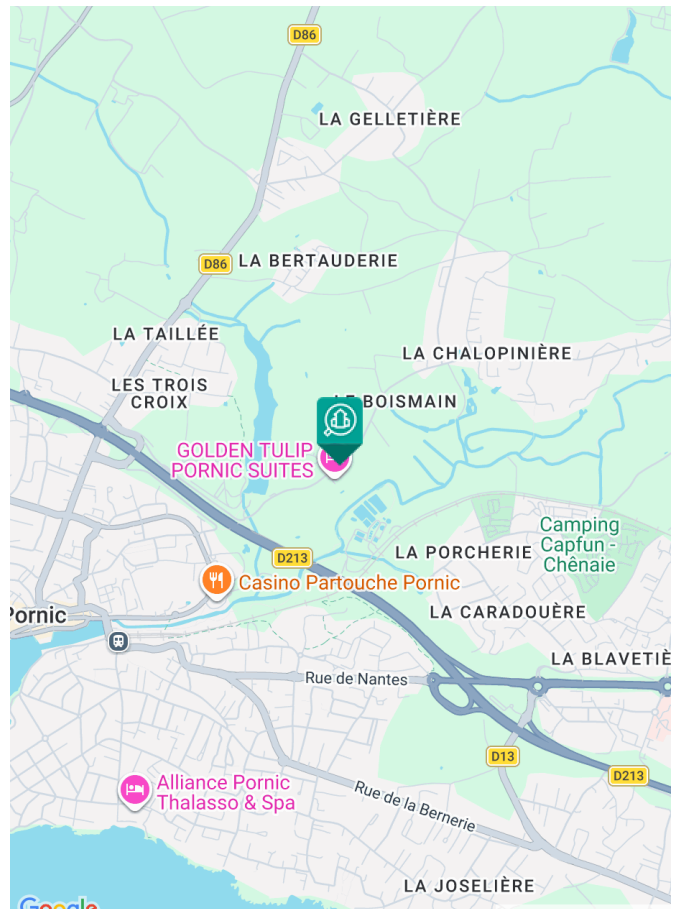 D86
LA GELLETIÈRE
D86
LA BERTAUDERIE
LA TAILLÉE
LA CHALOPINIÈRE
LES TROIS
CROIX
BOISMAIN
GOLDEN TULIP
PORNIC SUITES
Camping
Capfun -
Chênaie
D213
LA PORCHERIE
Casino Partouche Pornic
LA CARADOUÈRE
Pornic
LA BLAVETIÈ
Rue de Nantes
D13
D213
Alliance Pornic
Thalasso & Spa
Rue de la Bernerie
LA JOSELIÈRE
Google